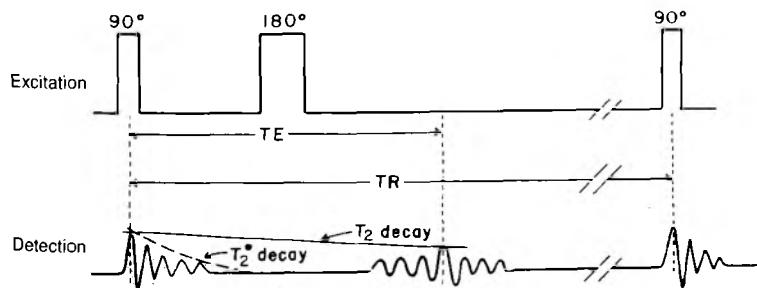 90° 180° 90°
Excitation
TE
TR
T₂ decay
Detection
T₂* decay